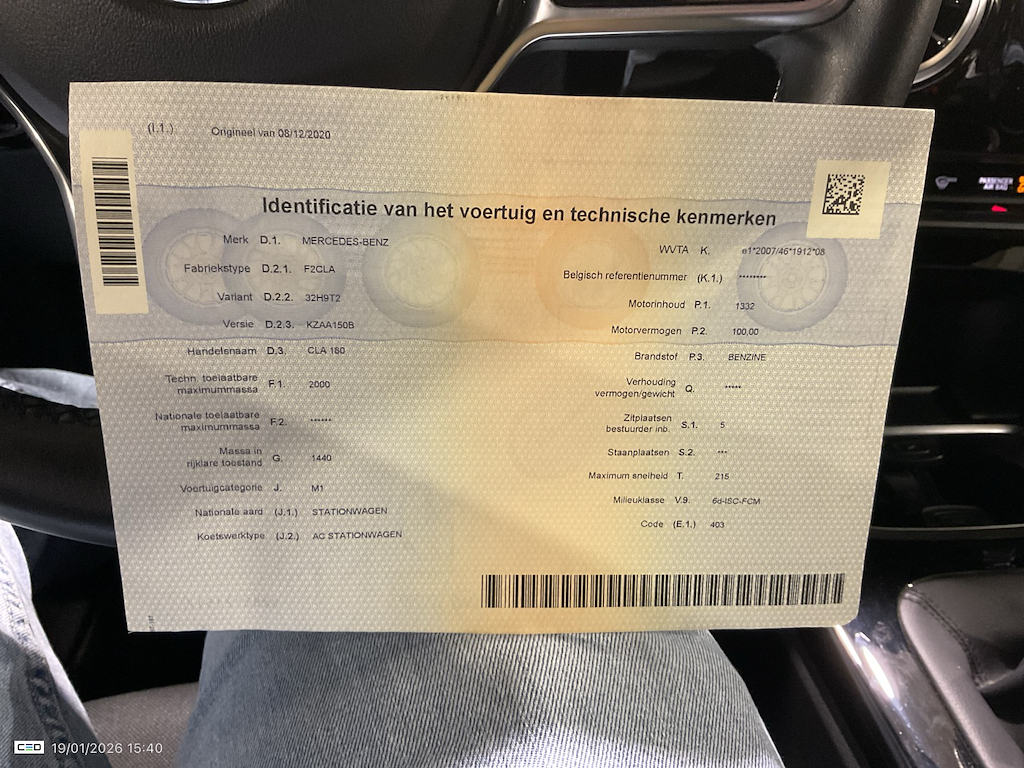 (I.1.) Origineel van 08/12/2020
Identificatie van het voertuig en technische kenmerken
Merk D.1. MERCEDES-BENZ
Fabriekstype D.2.1. F2CLA
Variant D.2.2. 32H9T2
Versie D.2.3. KZAA150B
Handelsnaam D.3. CLA 180
Techn. toelaatbare
maximummassa F.1. 2000
Nationale toelaatbare
maximummassa F.2. ******
Massa in
rijklare toestand G. 1440
Voertuigcategorie J. M1
Nationale aard (J.1.) STATIONWAGEN
Koetswerktype (J.2.) AC STATIONWAGEN
WVTA K. e1*2007/46*1912*08
Belgisch referentienummer (K.1.) ********
Motorinhoud P.1. 1332
Motorvermogen P.2. 100,00
Brandstof P.3. BENZINE
Verhouding
vermogen/gewicht Q. *****
Zitplaatsen
bestuurder inb. S.1. 5
Staanplaatsen S.2. ***
Maximum snelheid T. 215
Milieuklasse V.9. 6d-ISC-FCM
Code (E.1.) 403
PASSENGER
AIR BAG
CEO 19/01/2026 15:40